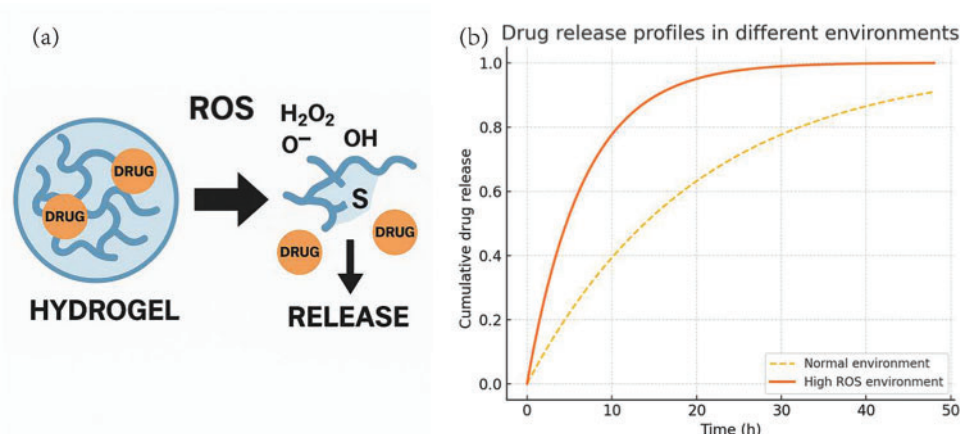 (a)
ROS
H₂O₂
O⁻
OH
DRUG
DRUG
S
DRUG
DRUG
HYDROGEL
RELEASE
(b)
Drug release profiles in different environments
Cumulative drug release
1.0
0.8
0.6
0.4
0.2
0.0
Normal environment
High ROS environment
0
10
20
30
40
50
Time (h)